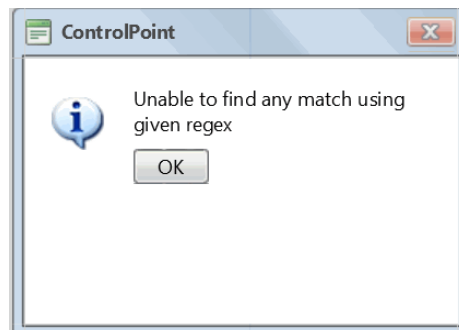 ControlPoint
Unable to find any match using
given regex
OK